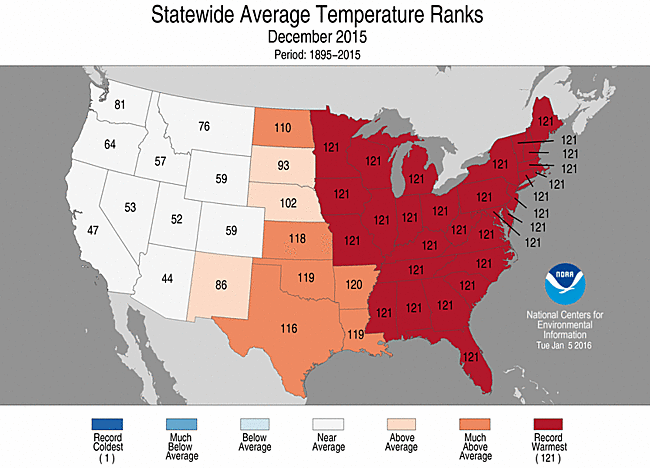 Statewide Average Temperature Ranks
December 2015
Period: 1895–2015
81
121
76
110
64
121
121
57
121
121
121
93
121
59
121
121
121
121
121
102
53
121
121
52
121
121
47
59
121
121
121
118
121
121
121
121
121
44
119
86
120
121
121
121
121
116
119
121
NOAA
National Centers for
Environmental
Information
Tue Jan 5 2016
Record
Coldest
(1)
Much
Below
Average
Below
Average
Near
Average
Above
Average
Much
Above
Average
Record
Warmest
(121)